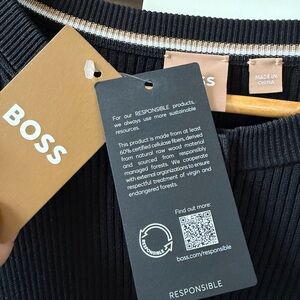 BOSS
SS
MADE IN
CHINA
For our RESPONSIBLE products,
we always use more sustainable
resources.
This product is made from at least
60% certified cellulose fibers, derived
from natural raw wood material
and sourced from responsibly
managed forests. We cooperate
with external organizations to ensure
respectful treatment of virgin and
endangered forests.
Find out more:
RESPONSIBLE
boss.com/responsible
RESPONSIBLE